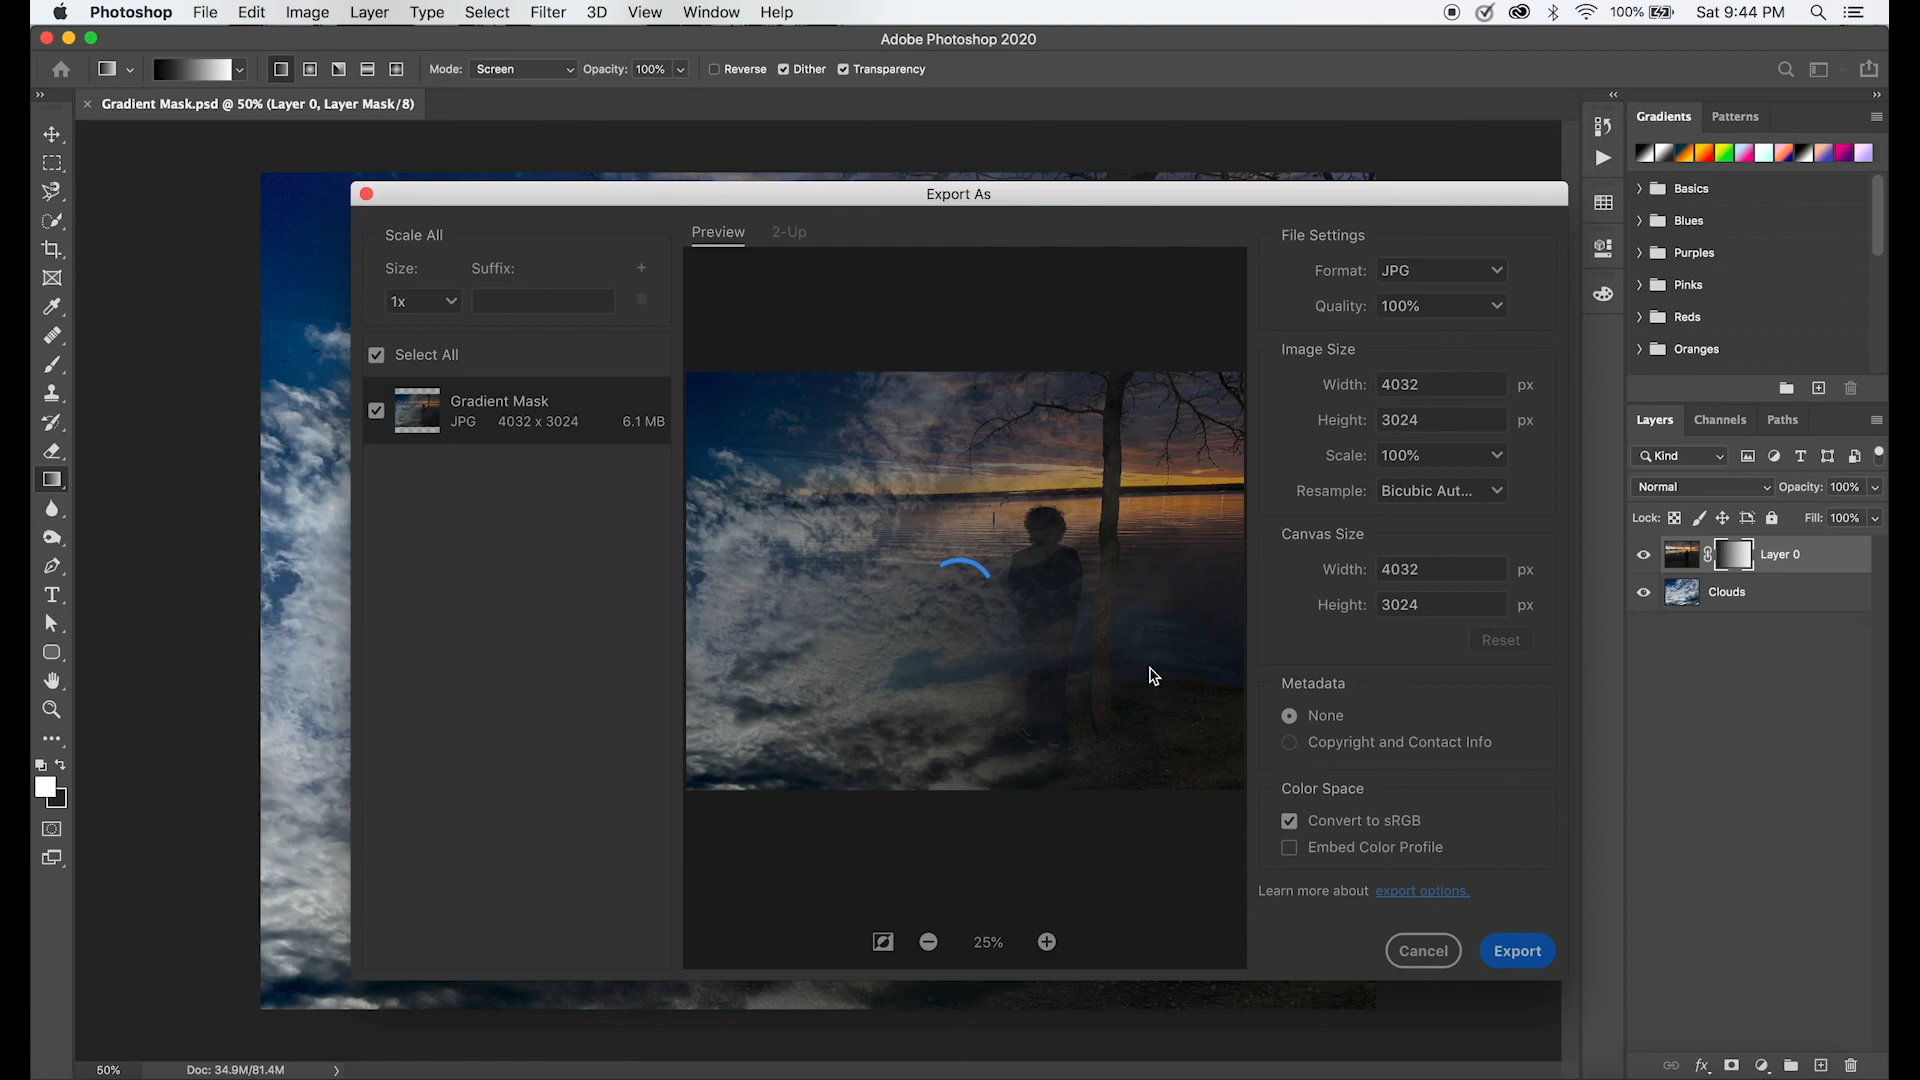 Photoshop File Edit Image Layer Type Select Filter 3D View Window Help 100% Sat 9:44 PM
Adobe Photoshop 2020
Mode: Screen Opacity: 100% Reverse Dither Transparency
Gradient Mask.psd @ 50% (Layer 0, Layer Mask/8)
Export As
Scale All
Size: Suffix:
1x
Select All
Gradient Mask
JPG 4032 x 3024 6.1 MB
Preview 2-Up
25%
File Settings
Format: JPG
Quality: 100%
Image Size
Width: 4032 px
Height: 3024 px
Scale: 100%
Resample: Bicubic Aut...
Canvas Size
Width: 4032 px
Height: 3024 px
Reset
Metadata
None
Copyright and Contact Info
Color Space
Convert to sRGB
Embed Color Profile
Learn more about export options.
Cancel Export
Gradients Patterns
Basics
Blues
Purples
Pinks
Reds
Oranges
Layers Channels Paths
Kind
Normal Opacity: 100%
Lock: Fill: 100%
Layer 0
Clouds
fx
50% Doc: 34.9M/81.4M